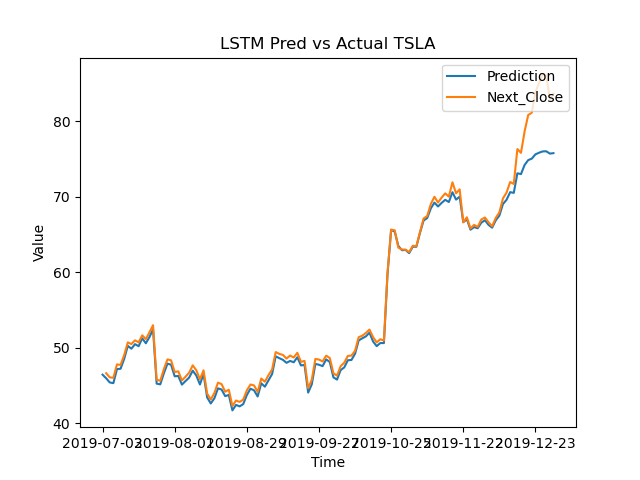 LSTM Pred vs Actual TSLA
Prediction
Next_Close
80
70
60
50
40
Value
2019-07-03
2019-08-01
2019-08-29
2019-09-27
2019-10-25
2019-11-22
2019-12-23
Time